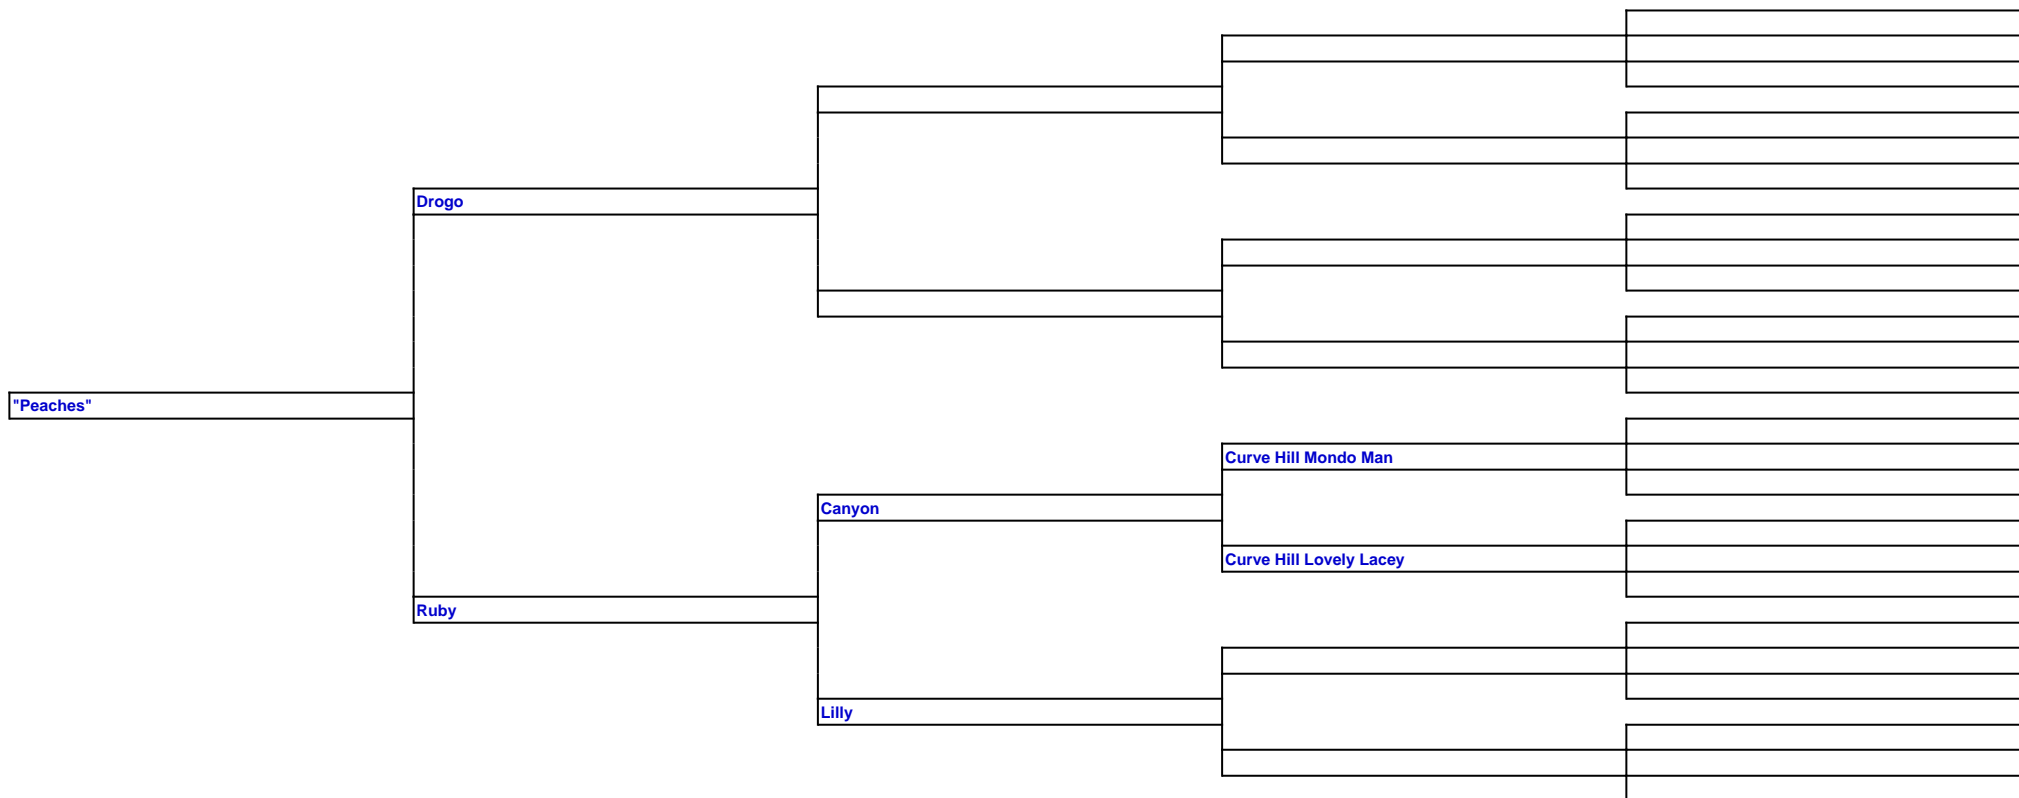 Drogo
"Peaches"
Curve Hill Mondo Man
Canyon
Curve Hill Lovely Lacey
Ruby
Lilly